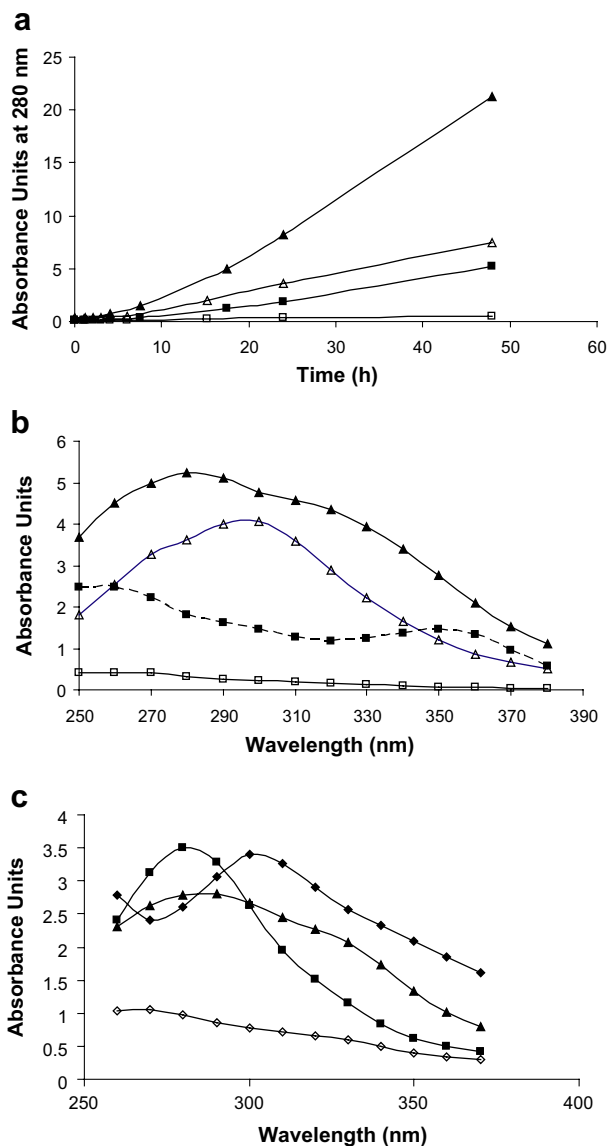 a
Absorbance Units at 280 nm
25
20
15
10
5
0
0 10 20 30 40 50 60
Time (h)
b
Absorbance Units
6
5
4
3
2
1
0
250 270 290 310 330 350 370 390
Wavelength (nm)
c
Absorbance Units
4
3.5
3
2.5
2
1.5
1
0.5
0
250 300 350 400
Wavelength (nm)